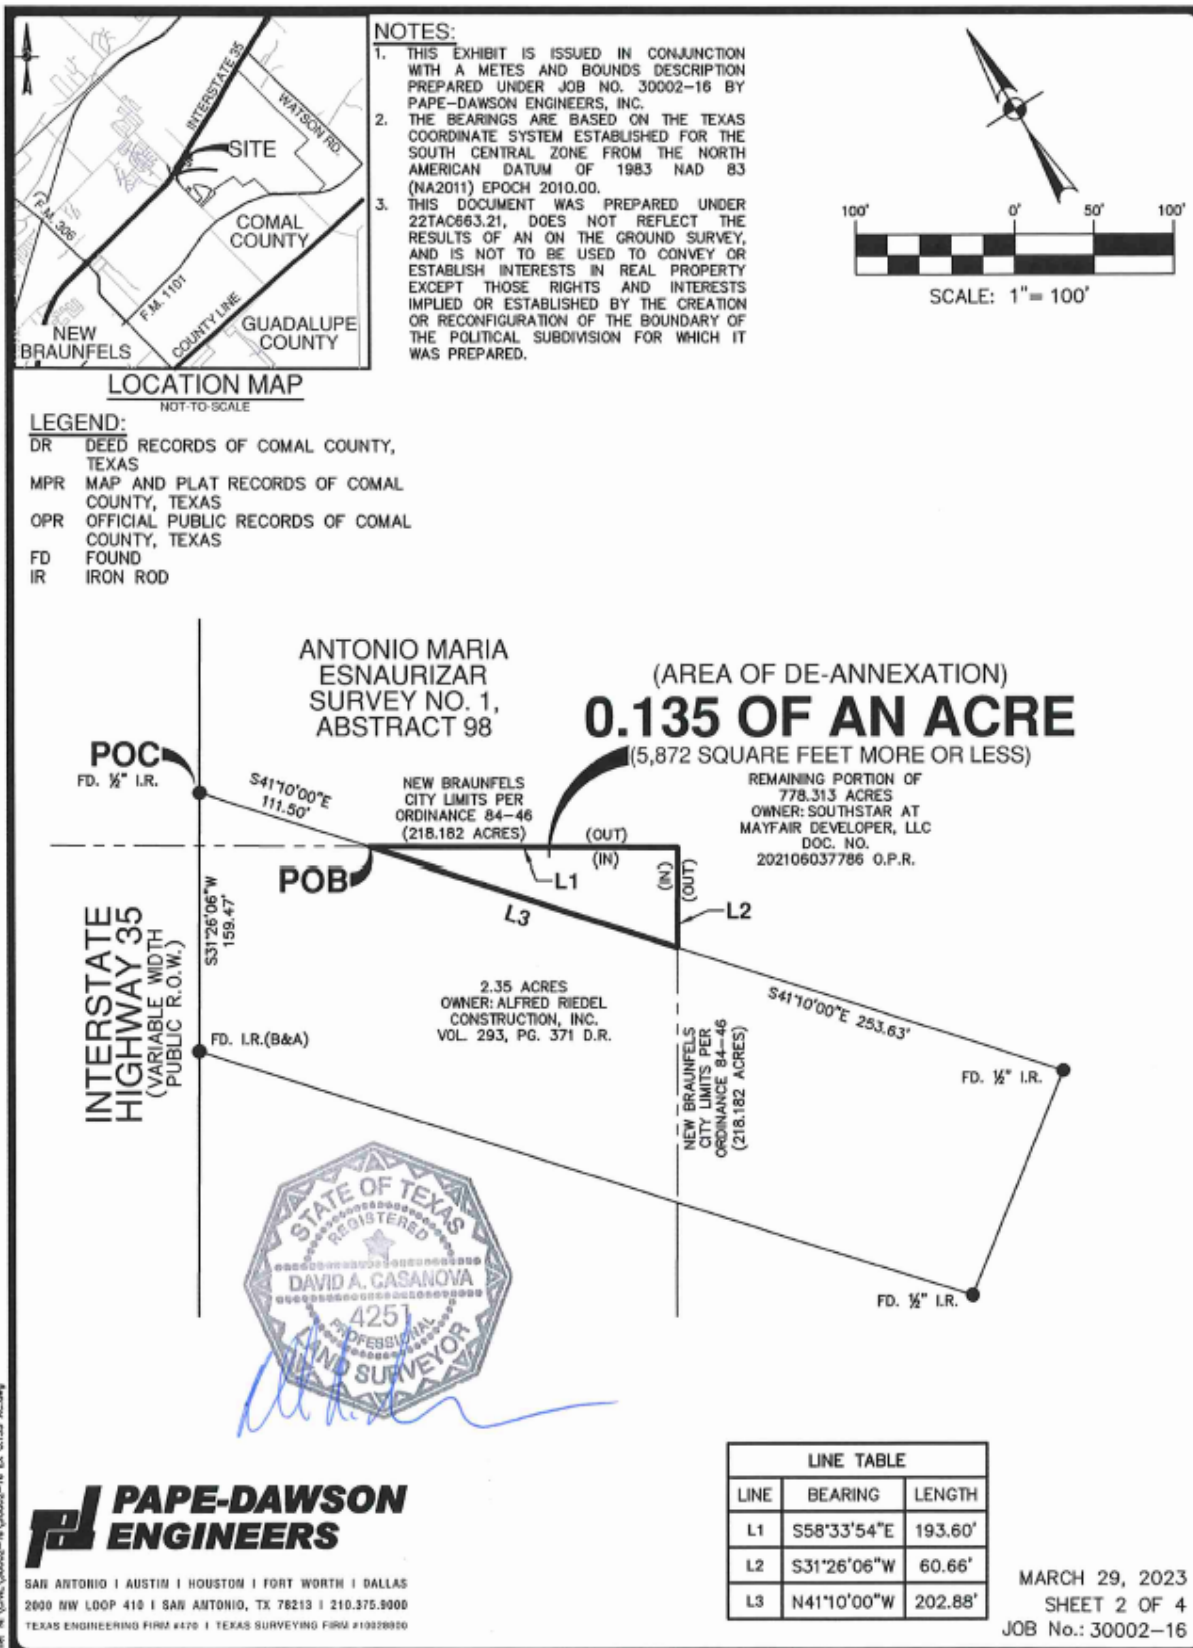 INTERSTATE 35
WATSON RD.
SITE
F.M. 306
COMAL
COUNTY
F.M. 1101
COUNTY LINE
NEW
BRAUNFELS
GUADALUPE
COUNTY
LOCATION MAP
NOT-TO-SCALE
NOTES:
1. THIS EXHIBIT IS ISSUED IN CONJUNCTION
WITH A METES AND BOUNDS DESCRIPTION
PREPARED UNDER JOB NO. 30002-16 BY
PAPE-DAWSON ENGINEERS, INC.
2. THE BEARINGS ARE BASED ON THE TEXAS
COORDINATE SYSTEM ESTABLISHED FOR THE
SOUTH CENTRAL ZONE FROM THE NORTH
AMERICAN DATUM OF 1983 NAD 83
(NA2011) EPOCH 2010.00.
3. THIS DOCUMENT WAS PREPARED UNDER
22TAC663.21, DOES NOT REFLECT THE
RESULTS OF AN ON THE GROUND SURVEY,
AND IS NOT TO BE USED TO CONVEY OR
ESTABLISH INTERESTS IN REAL PROPERTY
EXCEPT THOSE RIGHTS AND INTERESTS
IMPLIED OR ESTABLISHED BY THE CREATION
OR RECONFIGURATION OF THE BOUNDARY OF
THE POLITICAL SUBDIVISION FOR WHICH IT
WAS PREPARED.
100' 0' 50' 100'
SCALE: 1"= 100'
LEGEND:
DR DEED RECORDS OF COMAL COUNTY,
TEXAS
MPR MAP AND PLAT RECORDS OF COMAL
COUNTY, TEXAS
OPR OFFICIAL PUBLIC RECORDS OF COMAL
COUNTY, TEXAS
FD FOUND
IR IRON ROD
ANTONIO MARIA
ESNAURIZAR
SURVEY NO. 1,
ABSTRACT 98
(AREA OF DE-ANNEXATION)
0.135 OF AN ACRE
(5,872 SQUARE FEET MORE OR LESS)
POC
FD. ½" I.R.
S41°10'00"E
111.50'
NEW BRAUNFELS
CITY LIMITS PER
ORDINANCE 84-46
(218.182 ACRES)
(OUT)
(IN)
REMAINING PORTION OF
778.313 ACRES
OWNER: SOUTHSTAR AT
MAYFAIR DEVELOPER, LLC
DOC. NO.
202106037786 O.P.R.
POB
L1
(IN)
(OUT)
L2
L3
INTERSTATE
HIGHWAY 35
(VARIABLE WIDTH
PUBLIC R.O.W.)
S31°26'06"W
159.47'
2.35 ACRES
OWNER: ALFRED RIEDEL
CONSTRUCTION, INC.
VOL. 293, PG. 371 D.R.
S41°10'00"E 253.63'
FD. I.R.(B&A)
NEW BRAUNFELS
CITY LIMITS PER
ORDINANCE 84-46
(218.182 ACRES)
FD. ½" I.R.
FD. ½" I.R.
STATE OF TEXAS
REGISTERED
DAVID A. CASANOVA
4251
PROFESSIONAL
LAND SURVEYOR
LINE TABLE
LINE BEARING LENGTH
L1 S58°33'54"E 193.60'
L2 S31°26'06"W 60.66'
L3 N41°10'00"W 202.88'
PAPE-DAWSON
ENGINEERS
SAN ANTONIO I AUSTIN I HOUSTON I FORT WORTH I DALLAS
2000 NW LOOP 410 I SAN ANTONIO, TX 78213 I 210.375.9000
TEXAS ENGINEERING FIRM #470 I TEXAS SURVEYING FIRM #10028800
MARCH 29, 2023
SHEET 2 OF 4
JOB No.: 30002-16